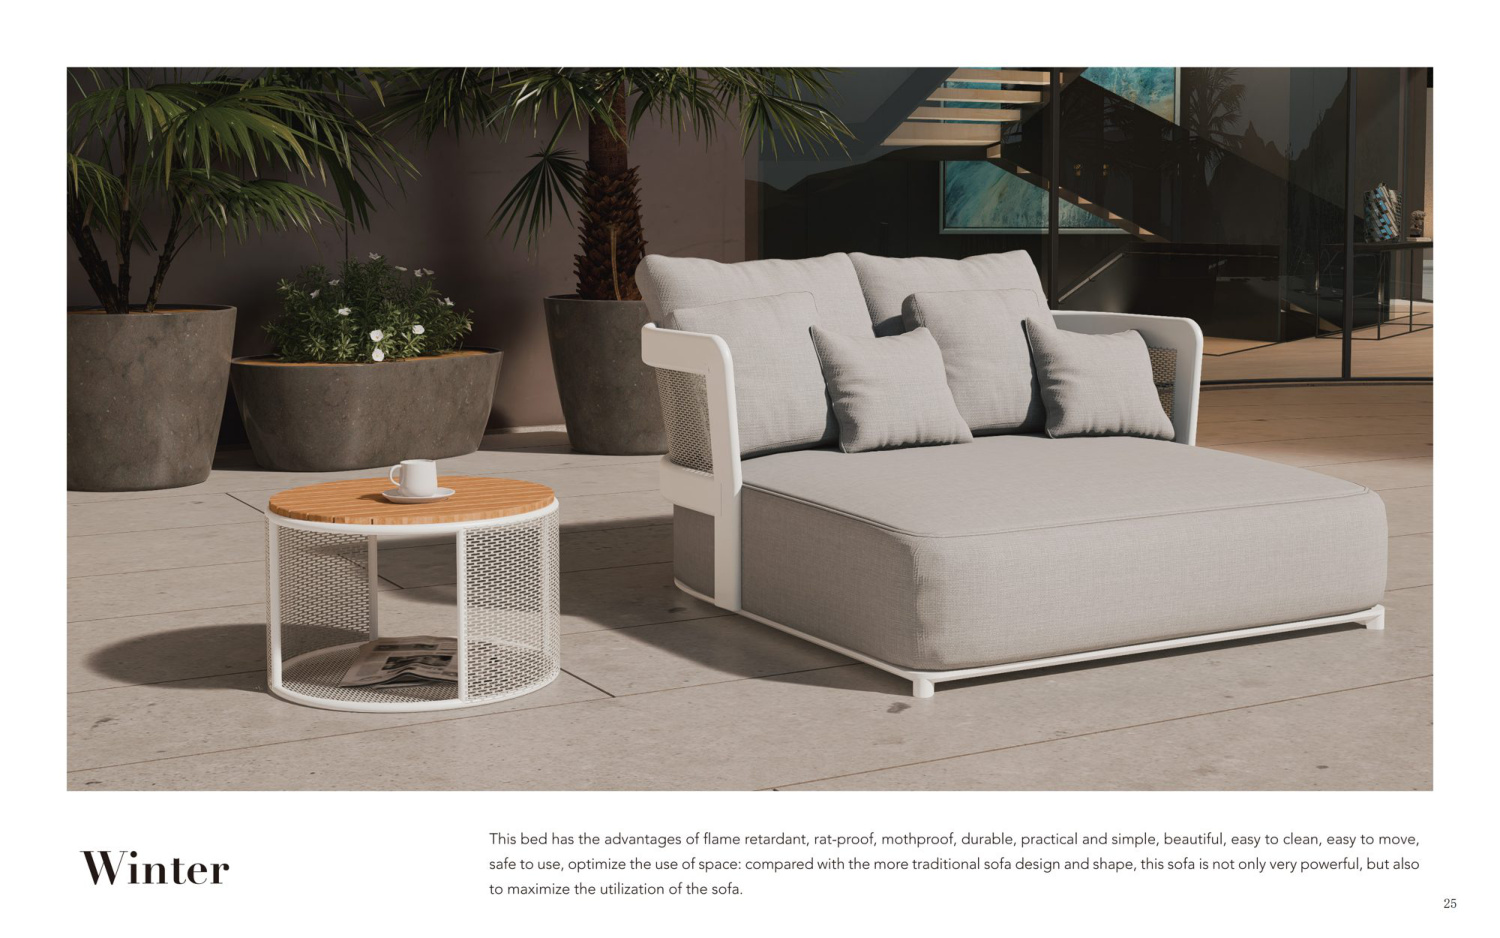 Winter
This bed has the advantages of flame retardant, rat-proof, mothproof, durable, practical and simple, beautiful, easy to clean, easy to move,
safe to use, optimize the use of space: compared with the more traditional sofa design and shape, this sofa is not only very powerful, but also
to maximize the utilization of the sofa.
25